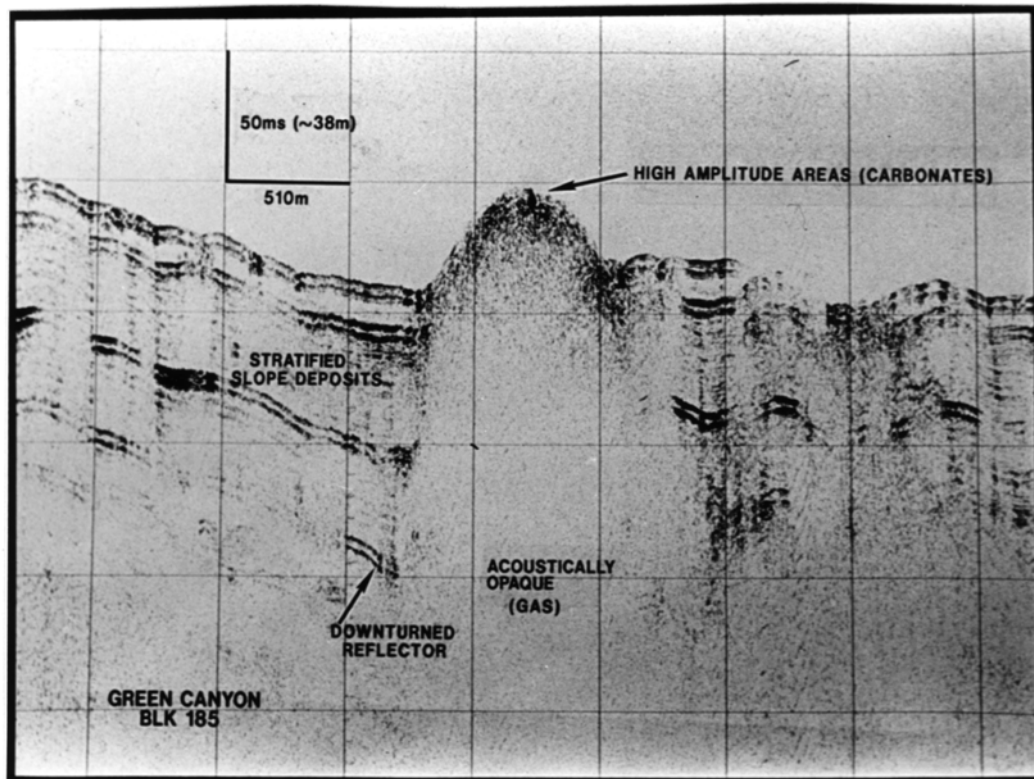 50ms (~38m)
510m
HIGH AMPLITUDE AREAS (CARBONATES)
STRATIFIED
SLOPE DEPOSITS
ACOUSTICALLY
OPAQUE
(GAS)
DOWNTURNED
REFLECTOR
GREEN CANYON
BLK 185